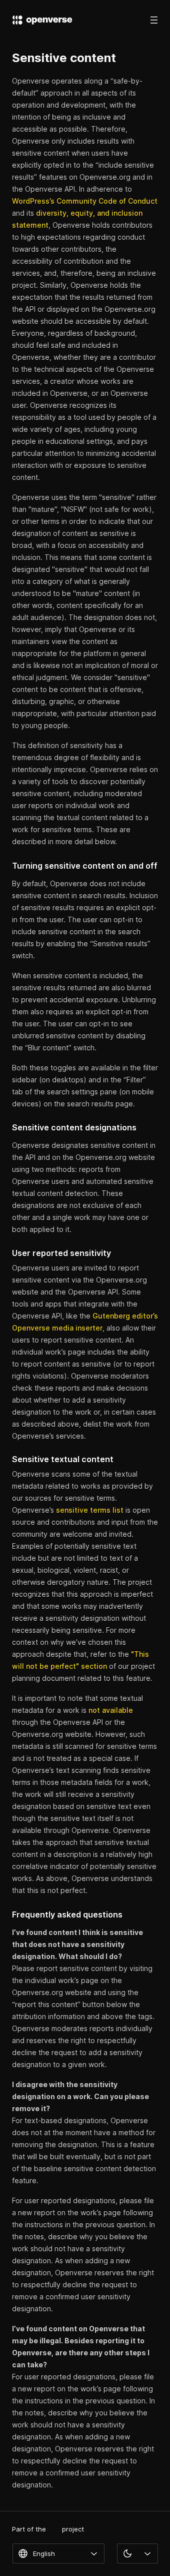 openverse
Sensitive content
Openverse operates along a "safe-by-
default" approach in all aspects of its
operation and development, with the
intention of being as inclusive and
accessible as possible. Therefore,
Openverse only includes results with
sensitive content when users have
explicitly opted in to the "include sensitive
results" features on Openverse.org and in
the Openverse API. In adherence to
WordPress's Community Code of Conduct
and its diversity, equity, and inclusion
statement, Openverse holds contributors
to high expectations regarding conduct
towards other contributors, the
accessibility of contribution and the
services, and, therefore, being an inclusive
project. Similarly, Openverse holds the
expectation that the results returned from
the API or displayed on the Openverse.org
website should be accessible by default.
Everyone, regardless of background,
should feel safe and included in
Openverse, whether they are a contributor
to the technical aspects of the Openverse
services, a creator whose works are
included in Openverse, or an Openverse
user. Openverse recognizes its
responsibility as a tool used by people of a
wide variety of ages, including young
people in educational settings, and pays
particular attention to minimizing accidental
interaction with or exposure to sensitive
content.
Openverse uses the term "sensitive" rather
than "mature", "NSFW" (not safe for work),
or other terms in order to indicate that our
designation of content as sensitive is
broad, with a focus on accessibility and
inclusion. This means that some content is
designated "sensitive" that would not fall
into a category of what is generally
understood to be "mature" content (in
other words, content specifically for an
adult audience). The designation does not,
however, imply that Openverse or its
maintainers view the content as
inappropriate for the platform in general
and is likewise not an implication of moral or
ethical judgment. We consider "sensitive"
content to be content that is offensive,
disturbing, graphic, or otherwise
inappropriate, with particular attention paid
to young people.
This definition of sensitivity has a
tremendous degree of flexibility and is
intentionally imprecise. Openverse relies on
a variety of tools to discover potentially
sensitive content, including moderated
user reports on individual work and
scanning the textual content related to a
work for sensitive terms. These are
described in more detail below.
Turning sensitive content on and off
By default, Openverse does not include
sensitive content in search results. Inclusion
of sensitive results requires an explicit opt-
in from the user. The user can opt-in to
include sensitive content in the search
results by enabling the "Sensitive results"
switch.
When sensitive content is included, the
sensitive results returned are also blurred
to prevent accidental exposure. Unblurring
them also requires an explicit opt-in from
the user. The user can opt-in to see
unblurred sensitive content by disabling
the "Blur content" switch.
Both these toggles are available in the filter
sidebar (on desktops) and in the "Filter"
tab of the search settings pane (on mobile
devices) on the search results page.
Sensitive content designations
Openverse designates sensitive content in
the API and on the Openverse.org website
using two methods: reports from
Openverse users and automated sensitive
textual content detection. These
designations are not exclusive of each
other and a single work may have one or
both applied to it.
User reported sensitivity
Openverse users are invited to report
sensitive content via the Openverse.org
website and the Openverse API. Some
tools and apps that integrate with the
Openverse API, like the Gutenberg editor's
Openverse media inserter, also allow their
users to report sensitive content. An
individual work's page includes the ability
to report content as sensitive (or to report
rights violations). Openverse moderators
check these reports and make decisions
about whether to add a sensitivity
designation to the work or, in certain cases
as described above, delist the work from
Openverse's services.
Sensitive textual content
Openverse scans some of the textual
metadata related to works as provided by
our sources for sensitive terms.
Openverse's sensitive terms list is open
source and contributions and input from the
community are welcome and invited.
Examples of potentially sensitive text
include but are not limited to text of a
sexual, biological, violent, racist, or
otherwise derogatory nature. The project
recognizes that this approach is imperfect
and that some works may inadvertently
receive a sensitivity designation without
necessarily being sensitive. For more
context on why we've chosen this
approach despite that, refer to the "This
will not be perfect" section of our project
planning document related to this feature.
It is important to note that some textual
metadata for a work is not available
through the Openverse API or the
Openverse.org website. However, such
metadata is still scanned for sensitive terms
and is not treated as a special case. If
Openverse's text scanning finds sensitive
terms in those metadata fields for a work,
the work will still receive a sensitivity
designation based on sensitive text even
though the sensitive text itself is not
available through Openverse. Openverse
takes the approach that sensitive textual
content in a description is a relatively high
correlative indicator of potentially sensitive
works. As above, Openverse understands
that this is not perfect.
Frequently asked questions
I've found content I think is sensitive
that does not have a sensitivity
designation. What should I do?
Please report sensitive content by visiting
the individual work's page on the
Openverse.org website and using the
"report this content" button below the
attribution information and above the tags.
Openverse moderates reports individually
and reserves the right to respectfully
decline the request to add a sensitivity
designation to a given work.
I disagree with the sensitivity
designation on a work. Can you please
remove it?
For text-based designations, Openverse
does not at the moment have a method for
removing the designation. This is a feature
that will be built eventually, but is not part
of the baseline sensitive content detection
feature.
For user reported designations, please file
a new report on the work's page following
the instructions in the previous question. In
the notes, describe why you believe the
work should not have a sensitivity
designation. As when adding a new
designation, Openverse reserves the right
to respectfully decline the request to
remove a confirmed user sensitivity
designation.
I've found content on Openverse that
may be illegal. Besides reporting it to
Openverse, are there any other steps I
can take?
For user reported designations, please file
a new report on the work's page following
the instructions in the previous question. In
the notes, describe why you believe the
work should not have a sensitivity
designation. As when adding a new
designation, Openverse reserves the right
to respectfully decline the request to
remove a confirmed user sensitivity
designation.
Part of the project
English